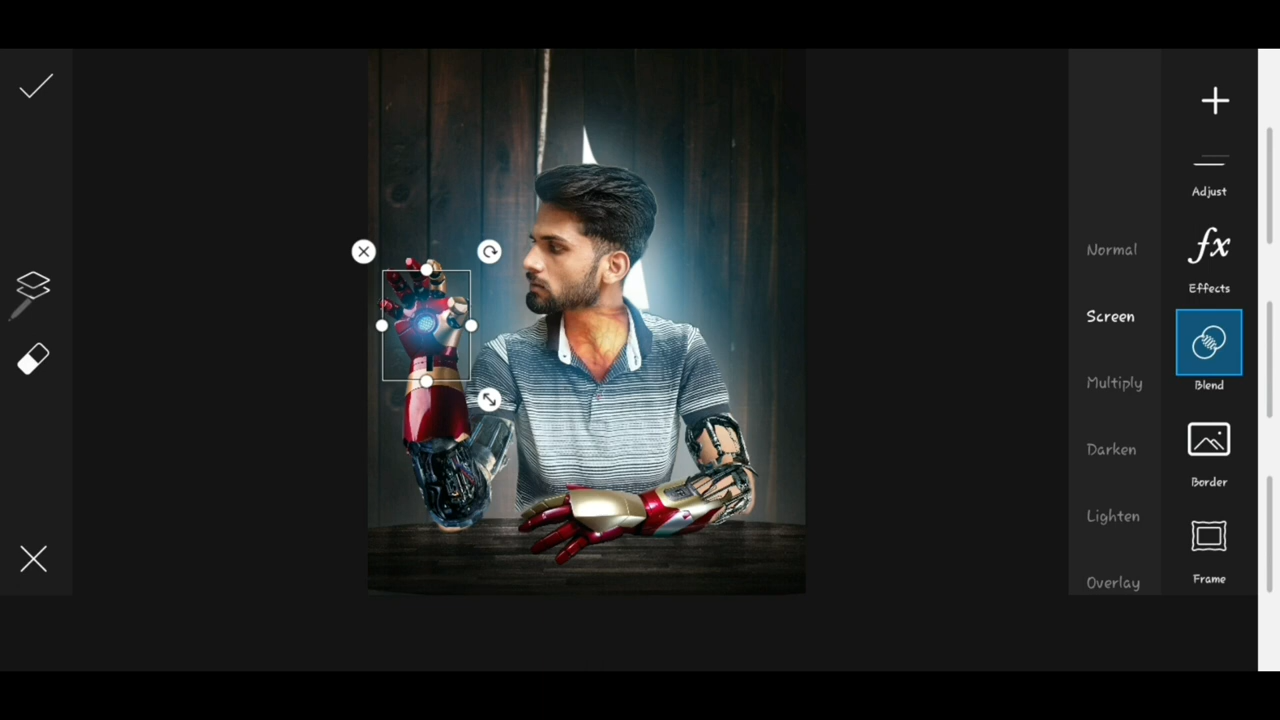 Adjust
Effects
Blend
Border
Frame
Normal
Screen
Multiply
Darken
Lighten
Overlay